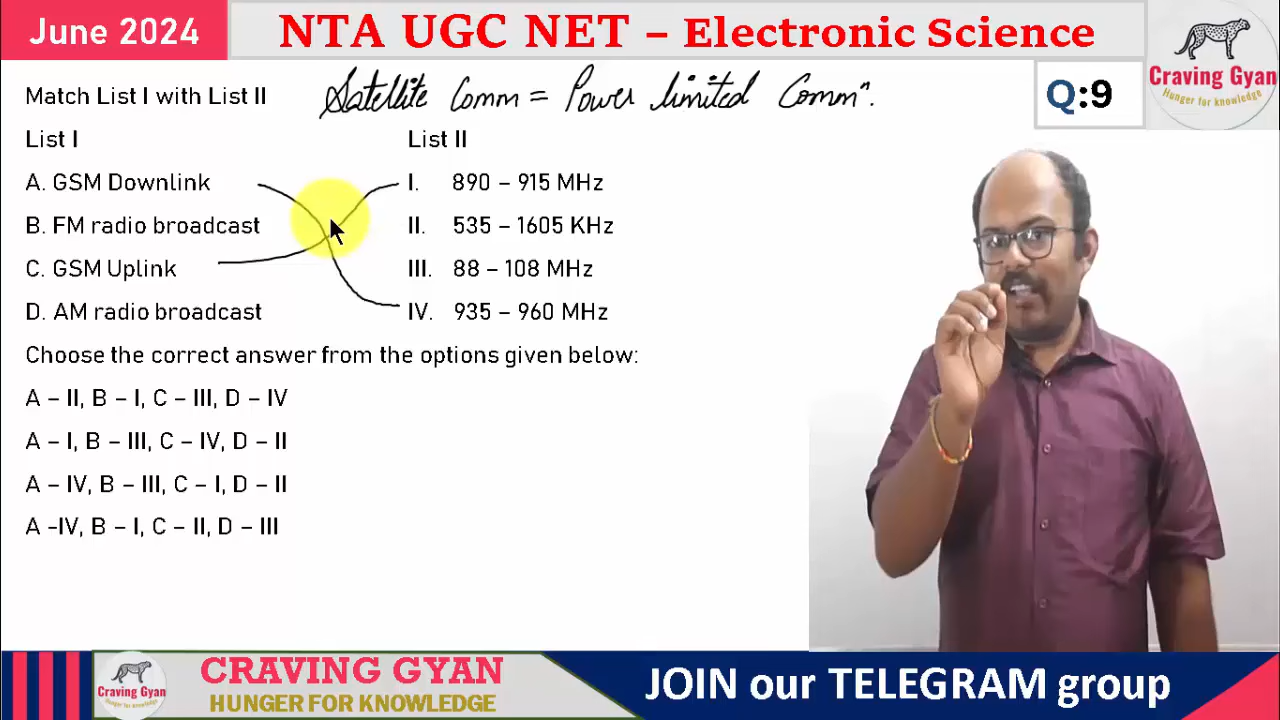 June 2024
NTA UGC NET – Electronic Science
Craving Gyan
Hunger for knowledge
Match List I with List II
Satellite Comm = Power limited Commⁿ.
Q:9
List I List II
A. GSM Downlink I. 890 – 915 MHz
B. FM radio broadcast II. 535 – 1605 KHz
C. GSM Uplink III. 88 – 108 MHz
D. AM radio broadcast IV. 935 – 960 MHz
Choose the correct answer from the options given below:
A – II, B – I, C – III, D – IV
A – I, B – III, C – IV, D – II
A – IV, B – III, C – I, D – II
A -IV, B – I, C – II, D – III
Craving Gyan
Hunger for knowledge
CRAVING GYAN
HUNGER FOR KNOWLEDGE
JOIN our TELEGRAM group